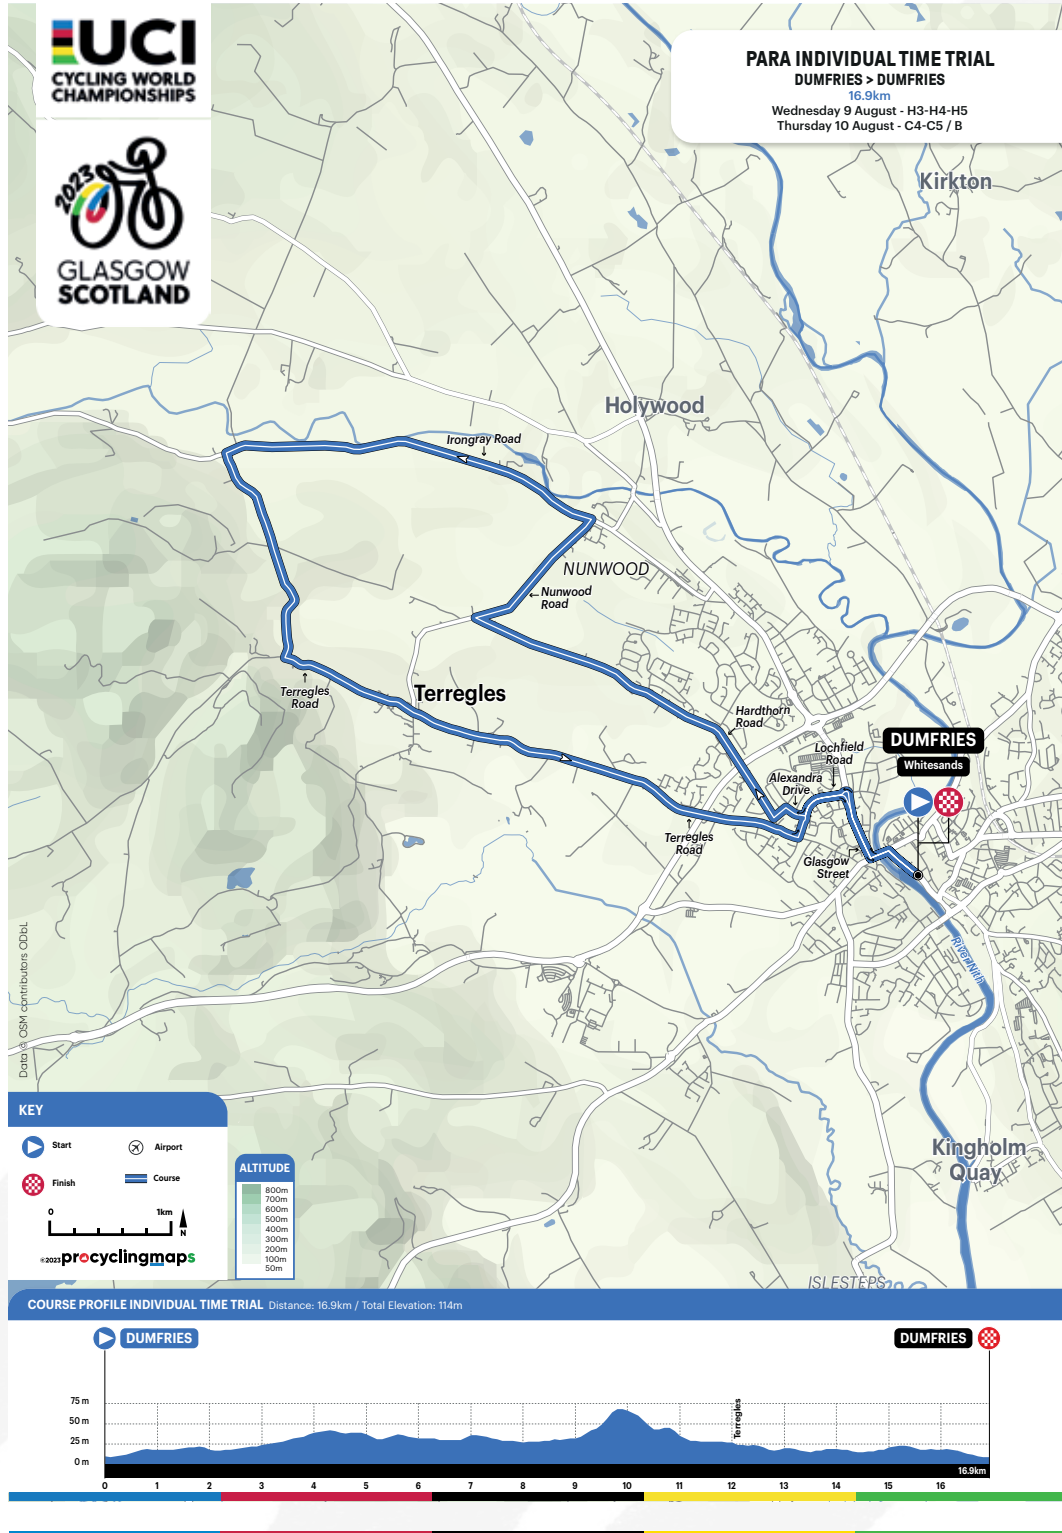 UCI
CYCLING WORLD
CHAMPIONSHIPS
2023
GLASGOW
SCOTLAND
PARA INDIVIDUAL TIME TRIAL
DUMFRIES > DUMFRIES
16.9km
Wednesday 9 August - H3-H4-H5
Thursday 10 August - C4-C5 / B
Kirkton
Holywood
Irongray Road
NUNWOOD
Nunwood
Road
Terregles
Terregles
Road
Hardthorn
Road
DUMFRIES
Whitesands
Lochfield
Road
Alexandra
Drive
Terregles
Road
Glasgow
Street
River Nith
Data © OSM contributors ODbL
Kingholm
Quay
ISLESTEPS
KEY
Start
Airport
Finish
Course
0 1km
N
©2023 procyclingmaps
ALTITUDE
800m
700m
600m
500m
400m
300m
200m
100m
50m
COURSE PROFILE INDIVIDUAL TIME TRIAL Distance: 16.9km / Total Elevation: 114m
DUMFRIES
DUMFRIES
75 m
50 m
25 m
0 m
Terregles
16.9km
0 1 2 3 4 5 6 7 8 9 10 11 12 13 14 15 16